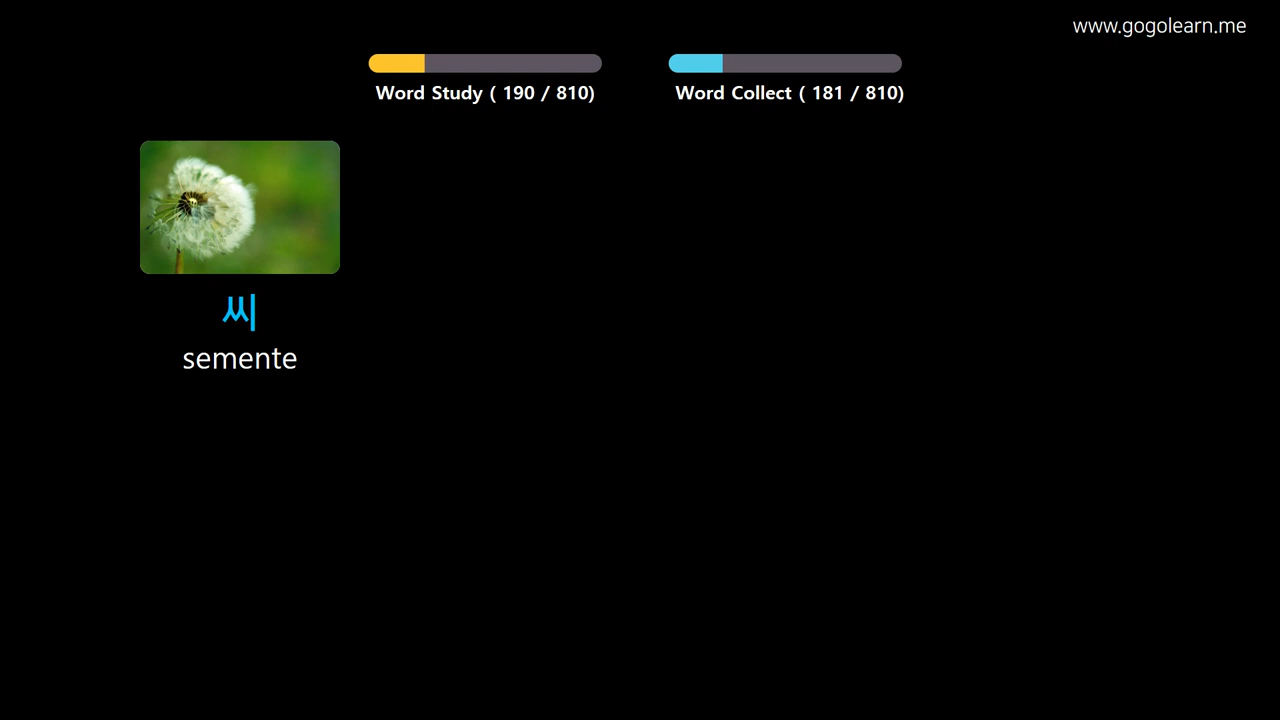 www.gogolearn.me
Word Study ( 190 / 810)
Word Collect ( 181 / 810)
씨
semente